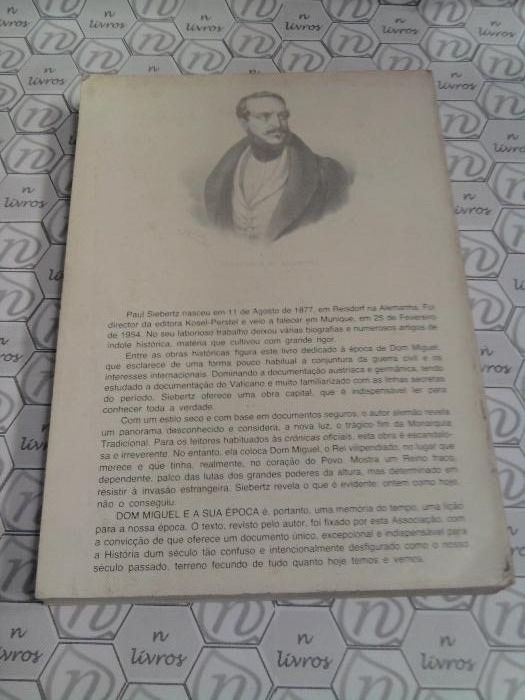 Paul Siebertz nasceu em 11 de Agosto de 1877, em Reisdorf na Alemanha. Foi
director da editora Kosel-Perstet e veio a falecer em Munique, em 25 de Fevereiro
de 1954. No seu laborioso trabalho deixou várias biografias e numerosos artigos de
índole histórica, matéria que cultivou com grande rigor.
Entre as obras históricas figura este livro dedicado à época de Dom Miguel,
que esclarece de uma forma pouco habitual a conjuntura da guerra civil e os
interesses internacionais. Dominando a documentação austríaca e germânica, tendo
estudado a documentação do Vaticano e muito familiarizado com as linhas secretas
do período, Siebertz oferece uma obra capital, que é indispensável ler para
conhecer toda a verdade.
Com um estilo seco e com base em documentos seguros, o autor alemão revela
um panorama desconhecido e considera, a nova luz, o trágico fim da Monarquia
Tradicional. Para os leitores habituados às crónicas oficiais, esta obra é escandalo-
sa e irreverente. No entanto, ela coloca Dom Miguel, o Rei vilipendiado, no lugar que
merece e que tinha, realmente, no coração do Povo. Mostra um Reino fraco,
dependente, palco das lutas dos grandes poderes da altura, mas determinado em
resistir à invasão estrangeira. Siebertz revela o que é evidente: ontem como hoje,
não o conseguiu.
DOM MIGUEL E A SUA ÉPOCA é, portanto, uma memória do tempo, uma lição
para a nossa época. O texto, revisto pelo autor, foi fixado por esta Associação, com
a convicção de que oferece um documento único, excepcional e indispensável para
a História dum século tão confuso e intencionalmente desfigurado como o nosso
século passado, terreno fecundo de tudo quanto hoje temos e vemos.
n
livros